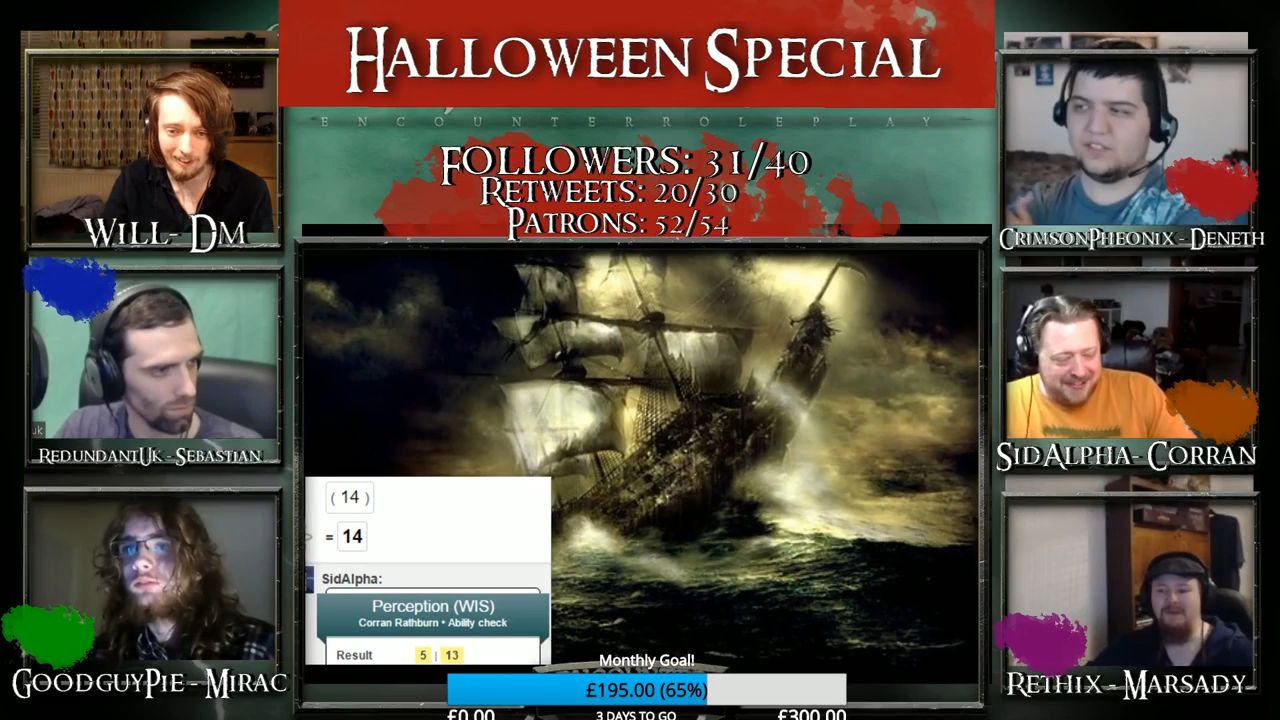 HALLOWEEN SPECIAL
ENCOUNTERROLEPLAY
FOLLOWERS: 31/40
RETWEETS: 20/30
PATRONS: 52/54
WILL- DM
CRIMSONPHEONIX - DENETH
REDUNDANTUK - SEBASTIAN
SIDALPHA- CORRAN
GOODGUYPIE - MIRAC
RETHIX - MARSADY
( 14 )
= 14
SidAlpha:
Perception (WIS)
Corran Rathburn • Ability check
Result 5 | 13
Monthly Goal!
£195.00 (65%)
£0.00 3 DAYS TO GO £300.00